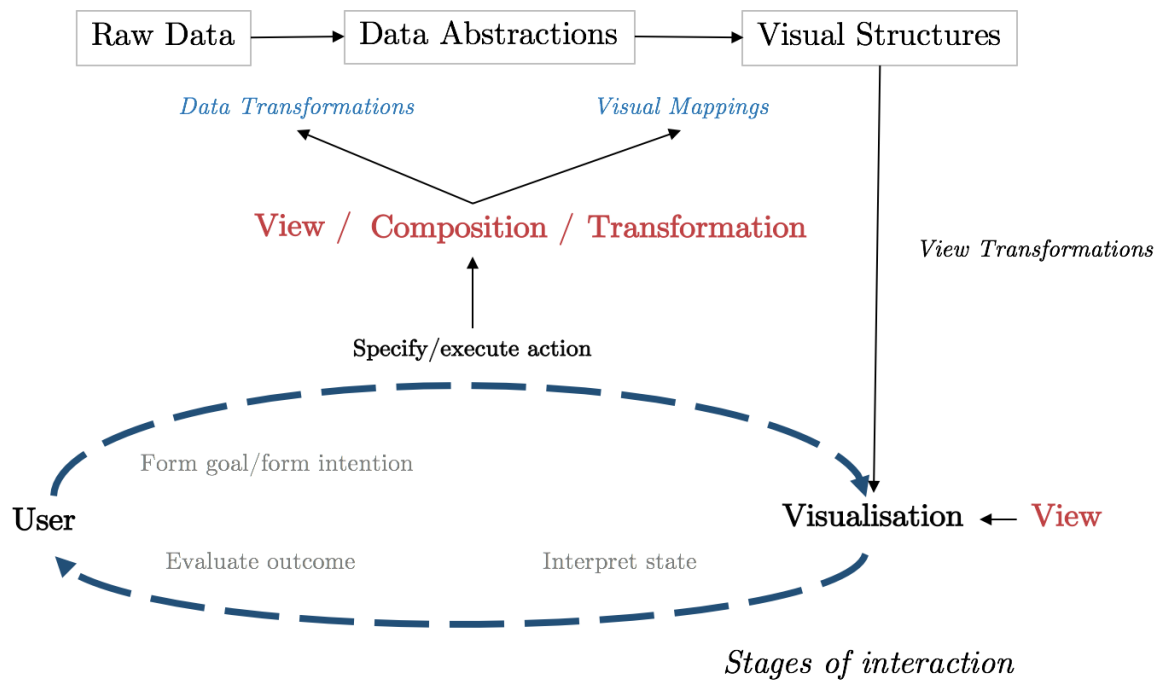 Raw Data
Data Abstractions
Visual Structures
Data Transformations
Visual Mappings
View / Composition / Transformation
View Transformations
Specify/execute action
Form goal/form intention
User
Visualisation
View
Evaluate outcome
Interpret state
Stages of interaction